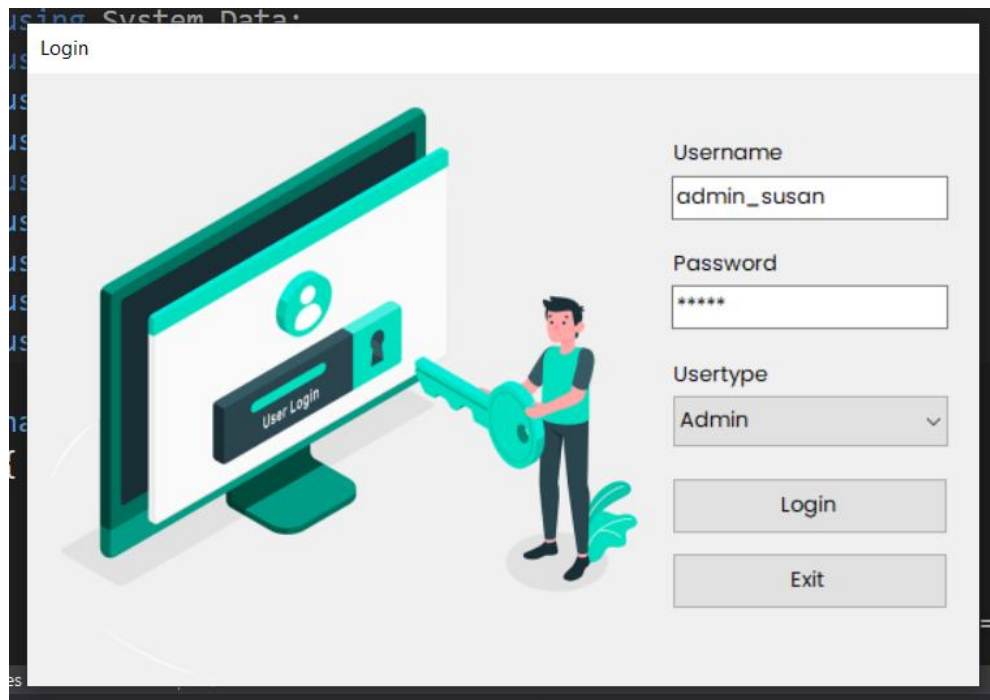 using System Data;
Login
Username
admin_susan
Password
*****
Usertype
Admin
User Login
Login
Exit
{
=